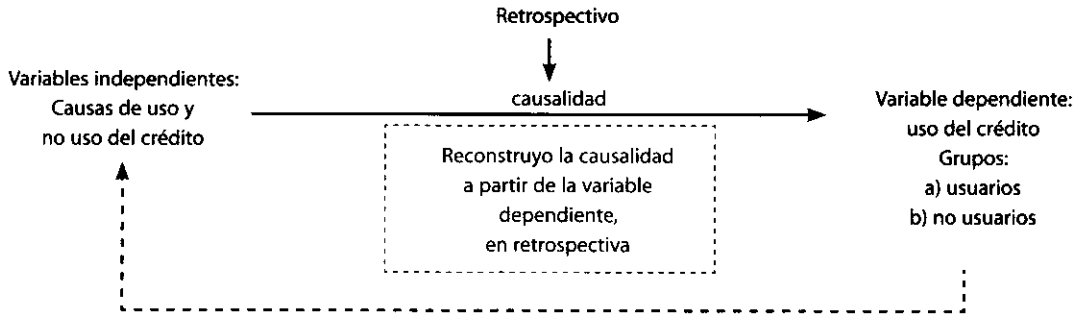 Retrospectivo
Variables independientes:
Causas de uso y
no uso del crédito
causalidad
Reconstruyo la causalidad
a partir de la variable
dependiente,
en retrospectiva
Variable dependiente:
uso del crédito
Grupos:
a) usuarios
b) no usuarios